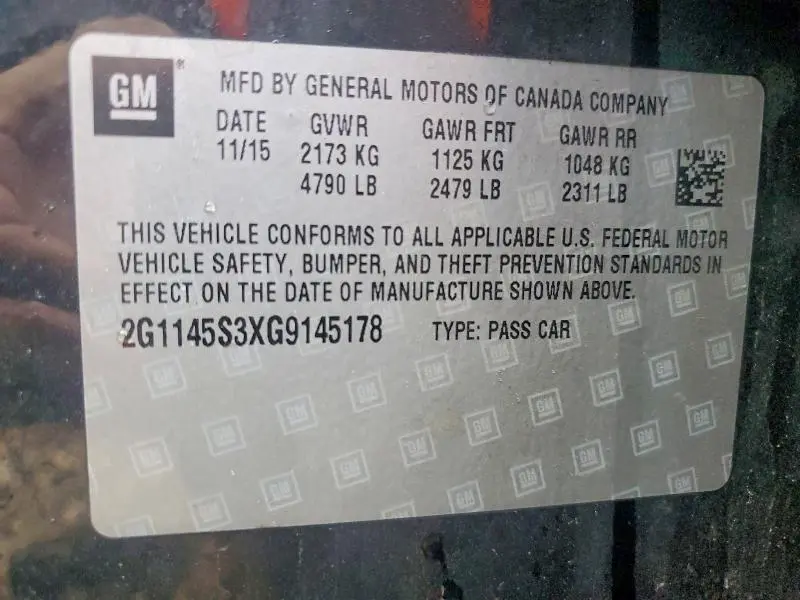 GM ® MFD BY GENERAL MOTORS OF CANADA COMPANY
DATE GVWR GAWR FRT GAWR RR
11/15 2173 KG 1125 KG 1048 KG
4790 LB 2479 LB 2311 LB
THIS VEHICLE CONFORMS TO ALL APPLICABLE U.S. FEDERAL MOTOR
VEHICLE SAFETY, BUMPER, AND THEFT PREVENTION STANDARDS IN
EFFECT ON THE DATE OF MANUFACTURE SHOWN ABOVE.
2G1145S3XG9145178 TYPE: PASS CAR